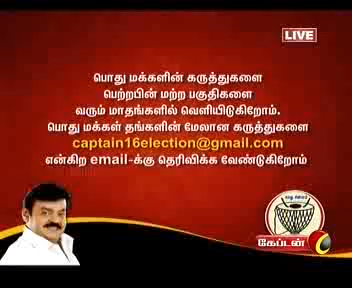 LIVE
பொது மக்களின் கருத்துகளை
பெற்றபின் மற்ற பகுதிகளை
வரும் மாதங்களில் வெளியிடுகிறோம்.
பொது மக்கள் தங்களின் மேலான கருத்துகளை
captain16election@gmail.com
என்கிற email-க்கு தெரிவிக்க வேண்டுகிறோம்
கேப்டன்